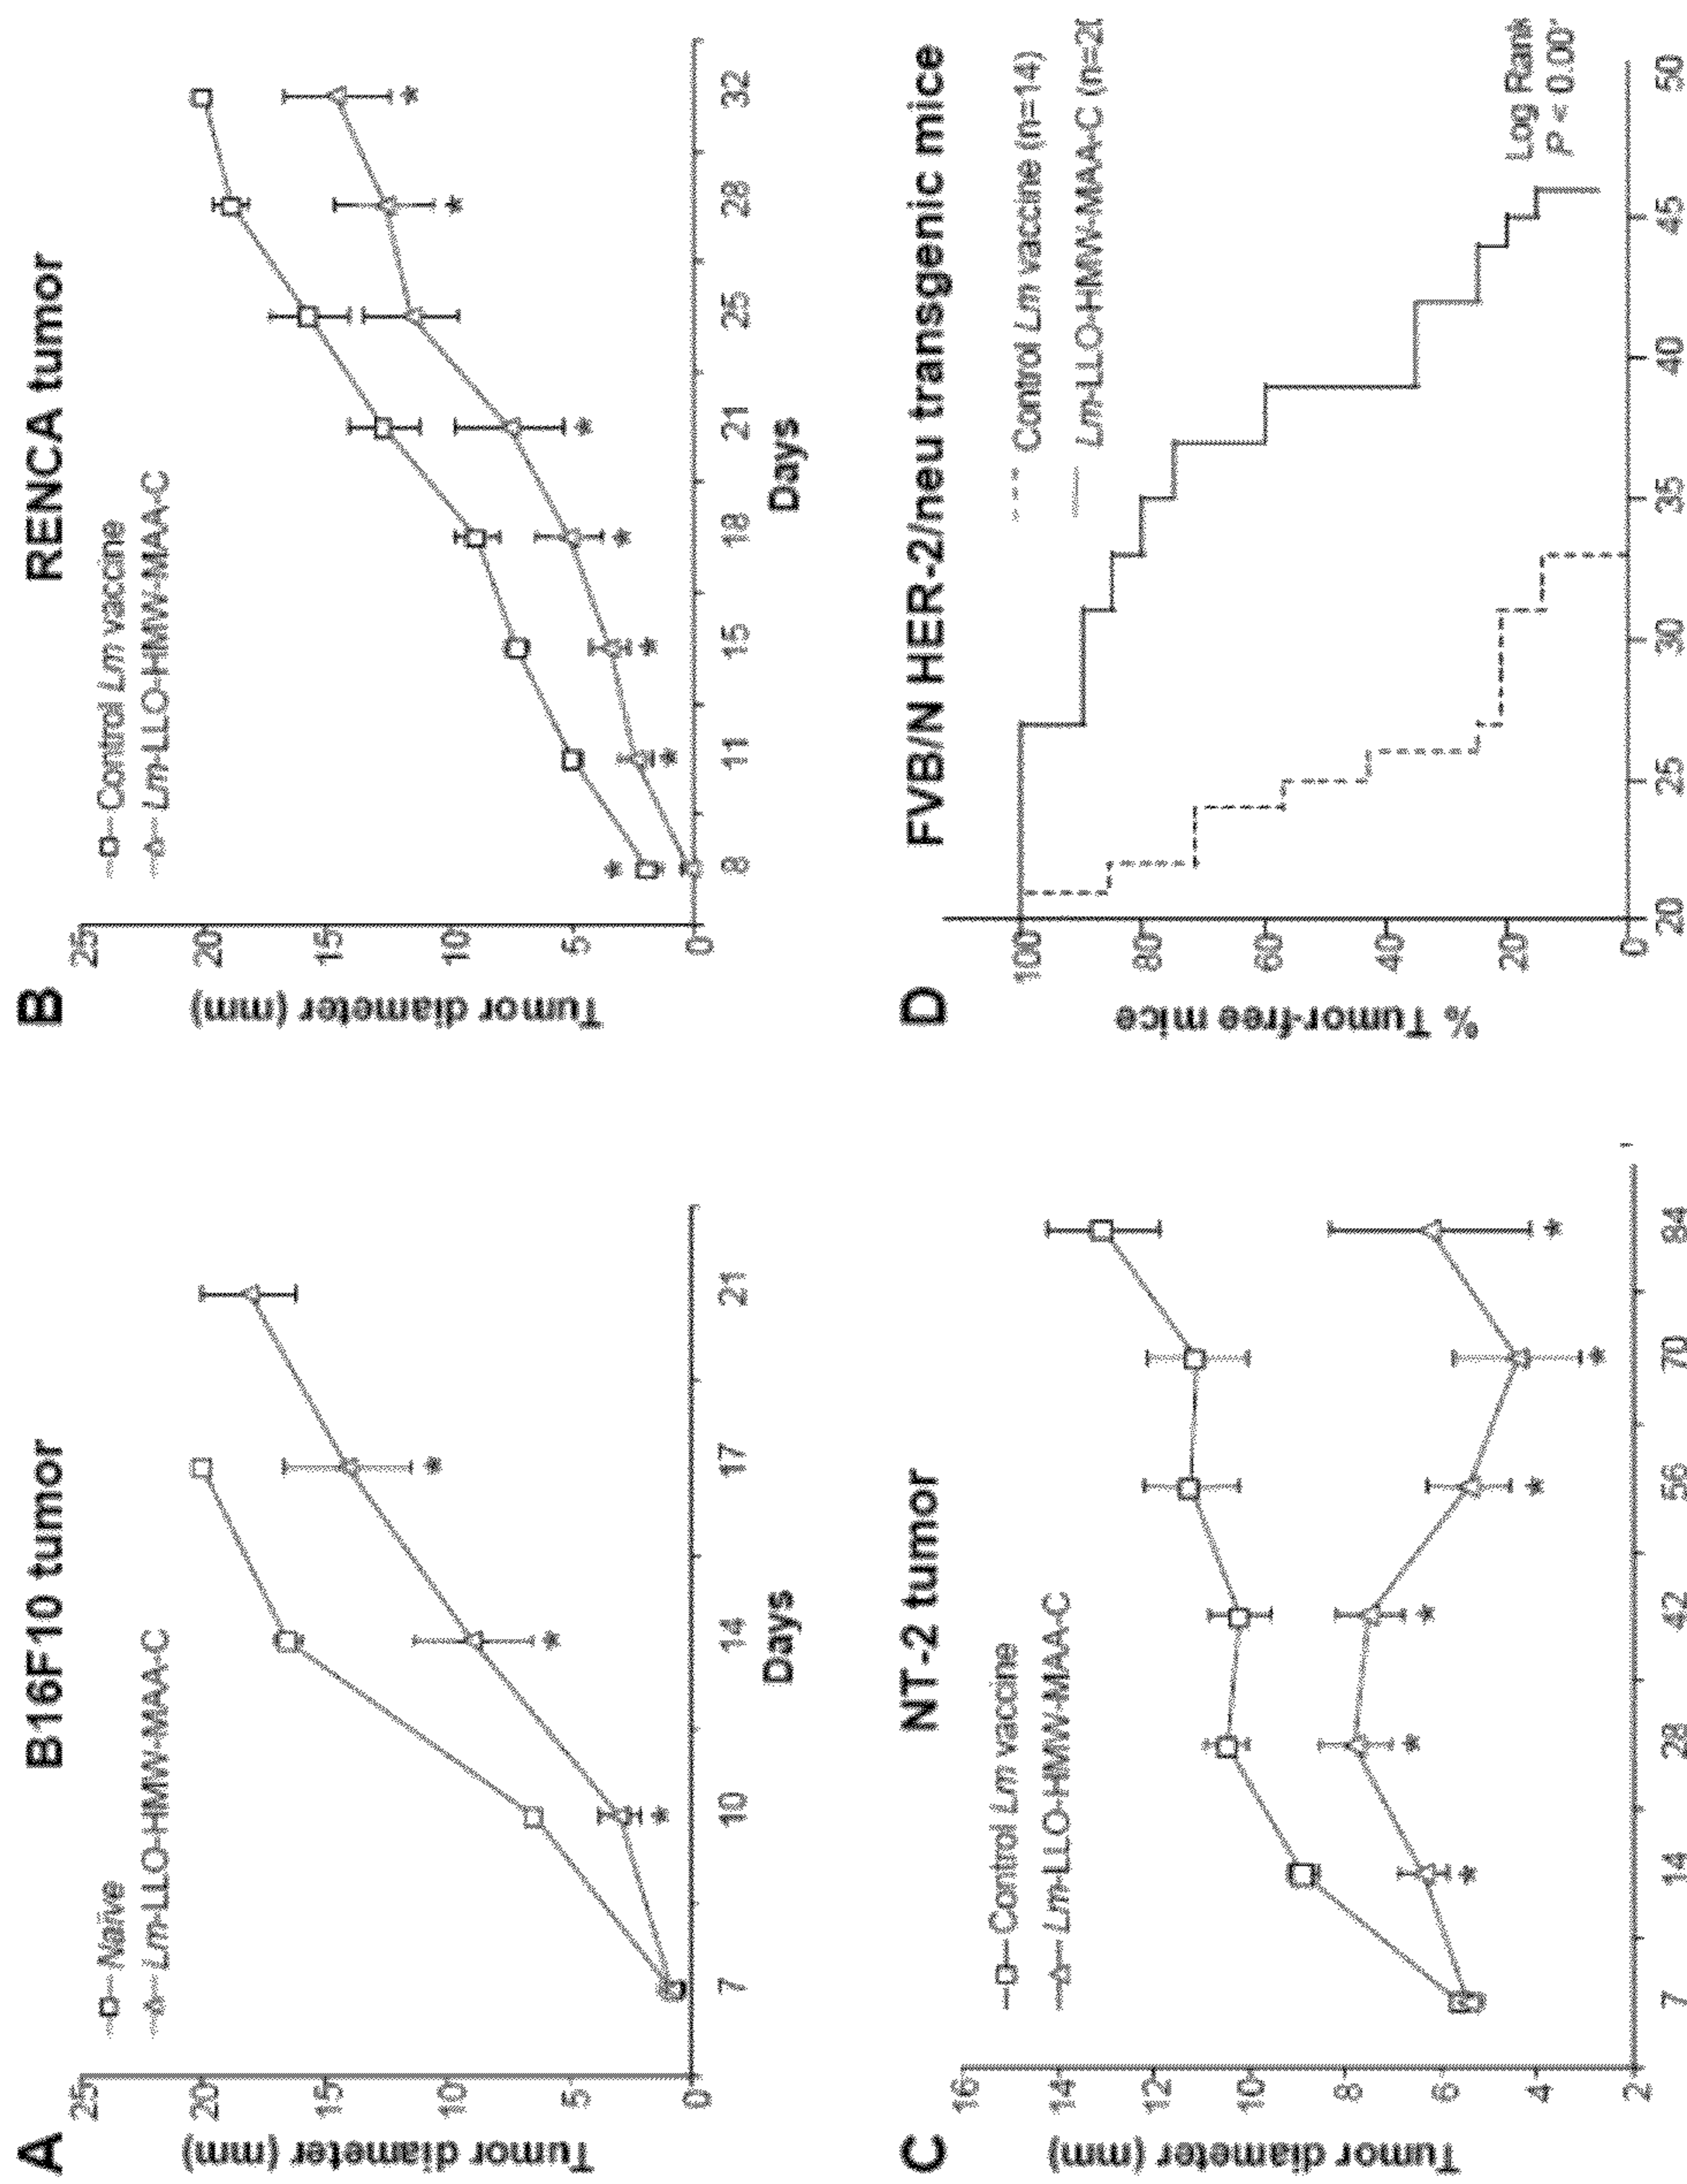 A
B16F10 tumor
Naïve
Lm-LLO-HMW-MAA-C
Tumor diameter (mm)
25
20
15
10
5
0
7
10
14
17
21
Days
*
*
*
B
RENCA tumor
Control Lm vaccine
Lm-LLO-HMW-MAA-C
Tumor diameter (mm)
25
20
15
10
5
0
8
11
15
18
21
25
28
32
Days
*
*
*
*
*
*
*
C
NT-2 tumor
Control Lm vaccine
Lm-LLO-HMW-MAA-C
Tumor diameter (mm)
16
14
12
10
8
6
4
2
7
14
28
42
56
70
84
*
*
*
*
*
*
D
FVB/N HER-2/neu transgenic mice
Control Lm vaccine (n=14)
Lm-LLO-HMW-MAA-C
% Tumor-free mice
100
80
60
40
20
0
20
25
30
35
40
45
50
Log Rank
P < 0.00